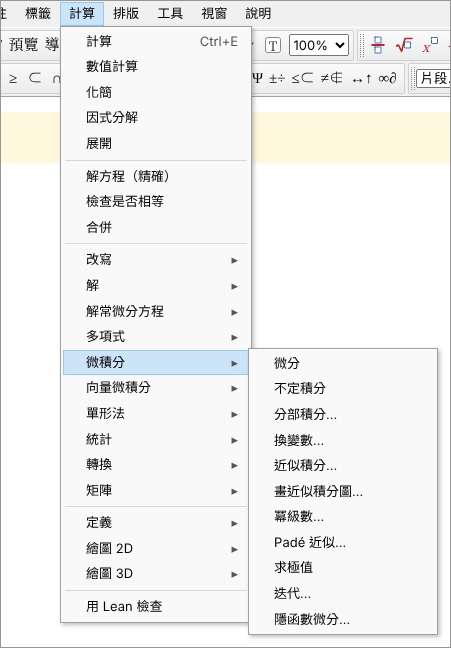 標籤 計算 排版 工具 視窗 說明
預覽 導
T 100%
≥ ⊂ ∩
Ψ ±÷ ≤⊂ ≠∉ ↔↑ ∞∂ 片段
計算 Ctrl+E
數值計算
化簡
因式分解
展開
解方程（精確）
檢查是否相等
合併
改寫
解
解常微分方程
多項式
微積分
向量微積分
單形法
統計
轉換
矩陣
定義
繪圖 2D
繪圖 3D
用 Lean 檢查
微分
不定積分
分部積分...
換變數...
近似積分...
畫近似積分圖...
冪級數...
Padé 近似...
求極值
迭代...
隱函數微分...